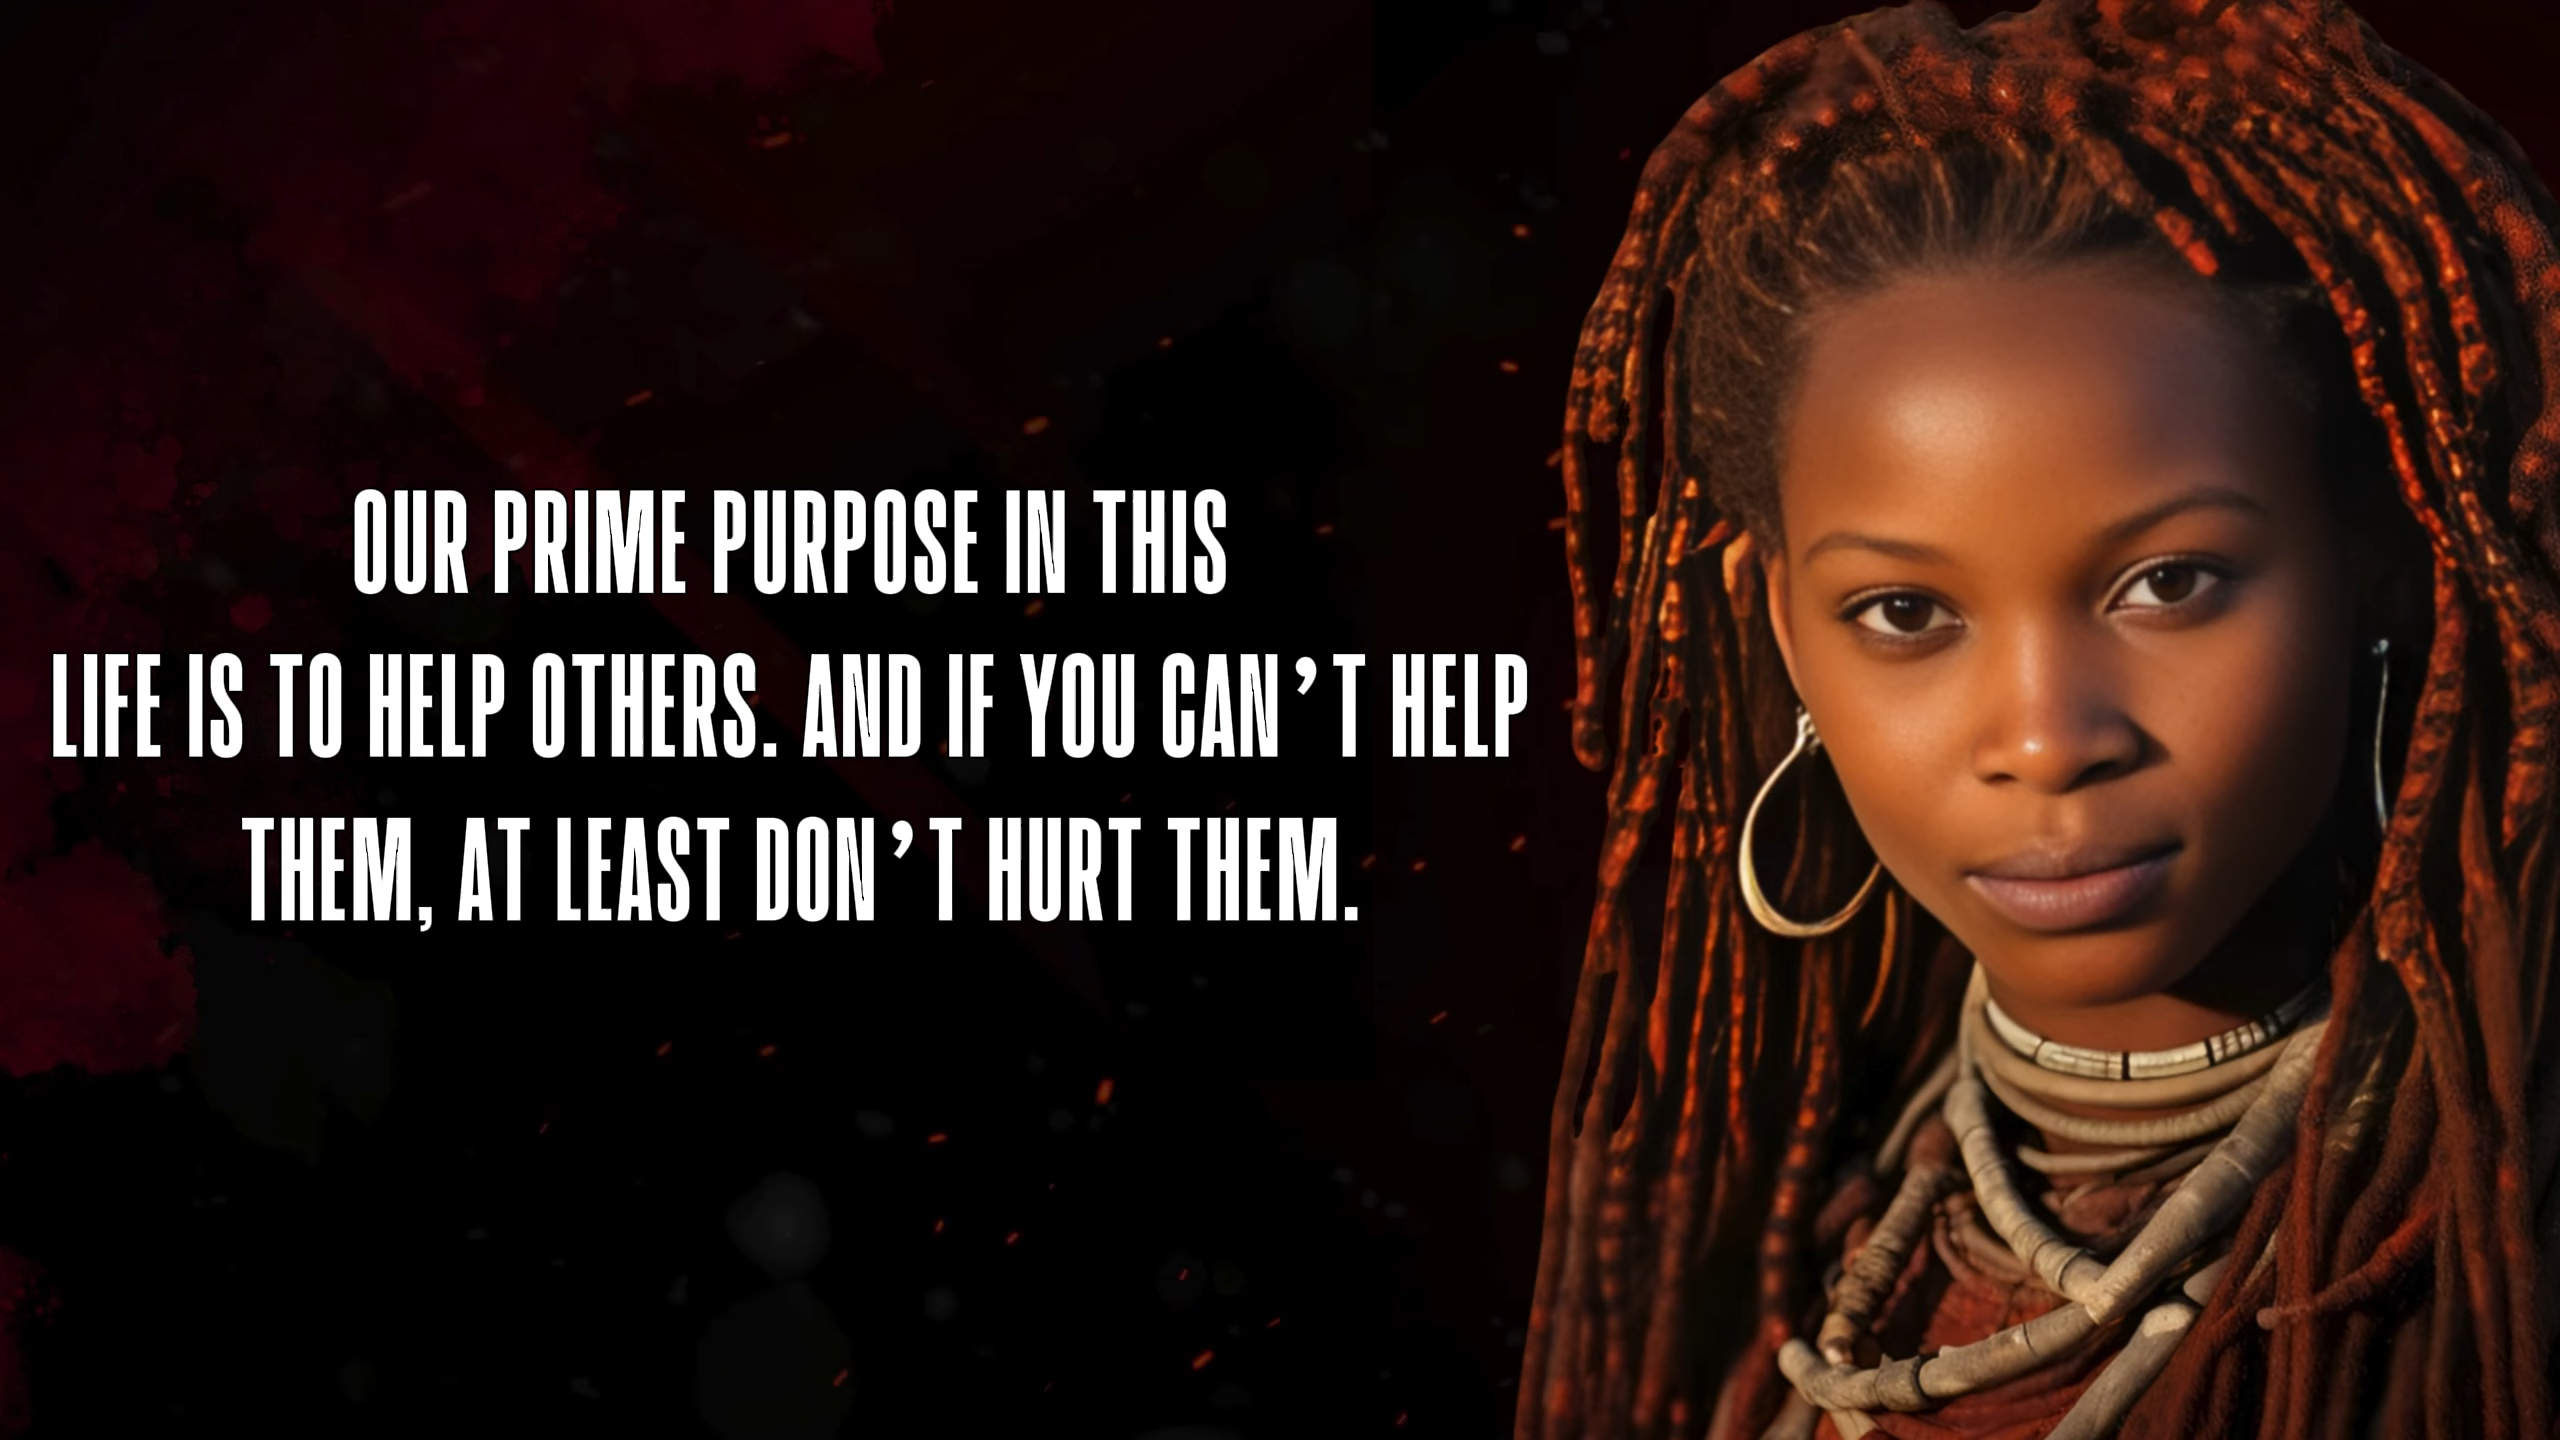 OUR PRIME PURPOSE IN THIS
LIFE IS TO HELP OTHERS. AND IF YOU CAN’T HELP
THEM, AT LEAST DON’T HURT THEM.